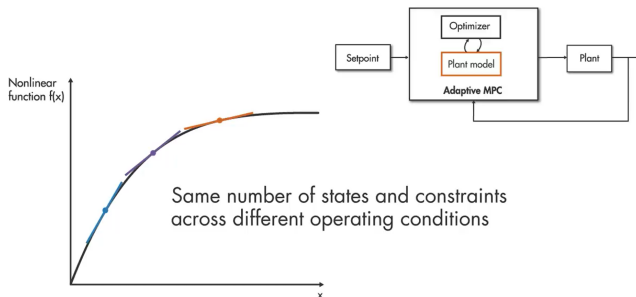 Optimizer
Setpoint
Plant model
Plant
Adaptive MPC
Nonlinear
function f(x)
Same number of states and constraints
across different operating conditions
x